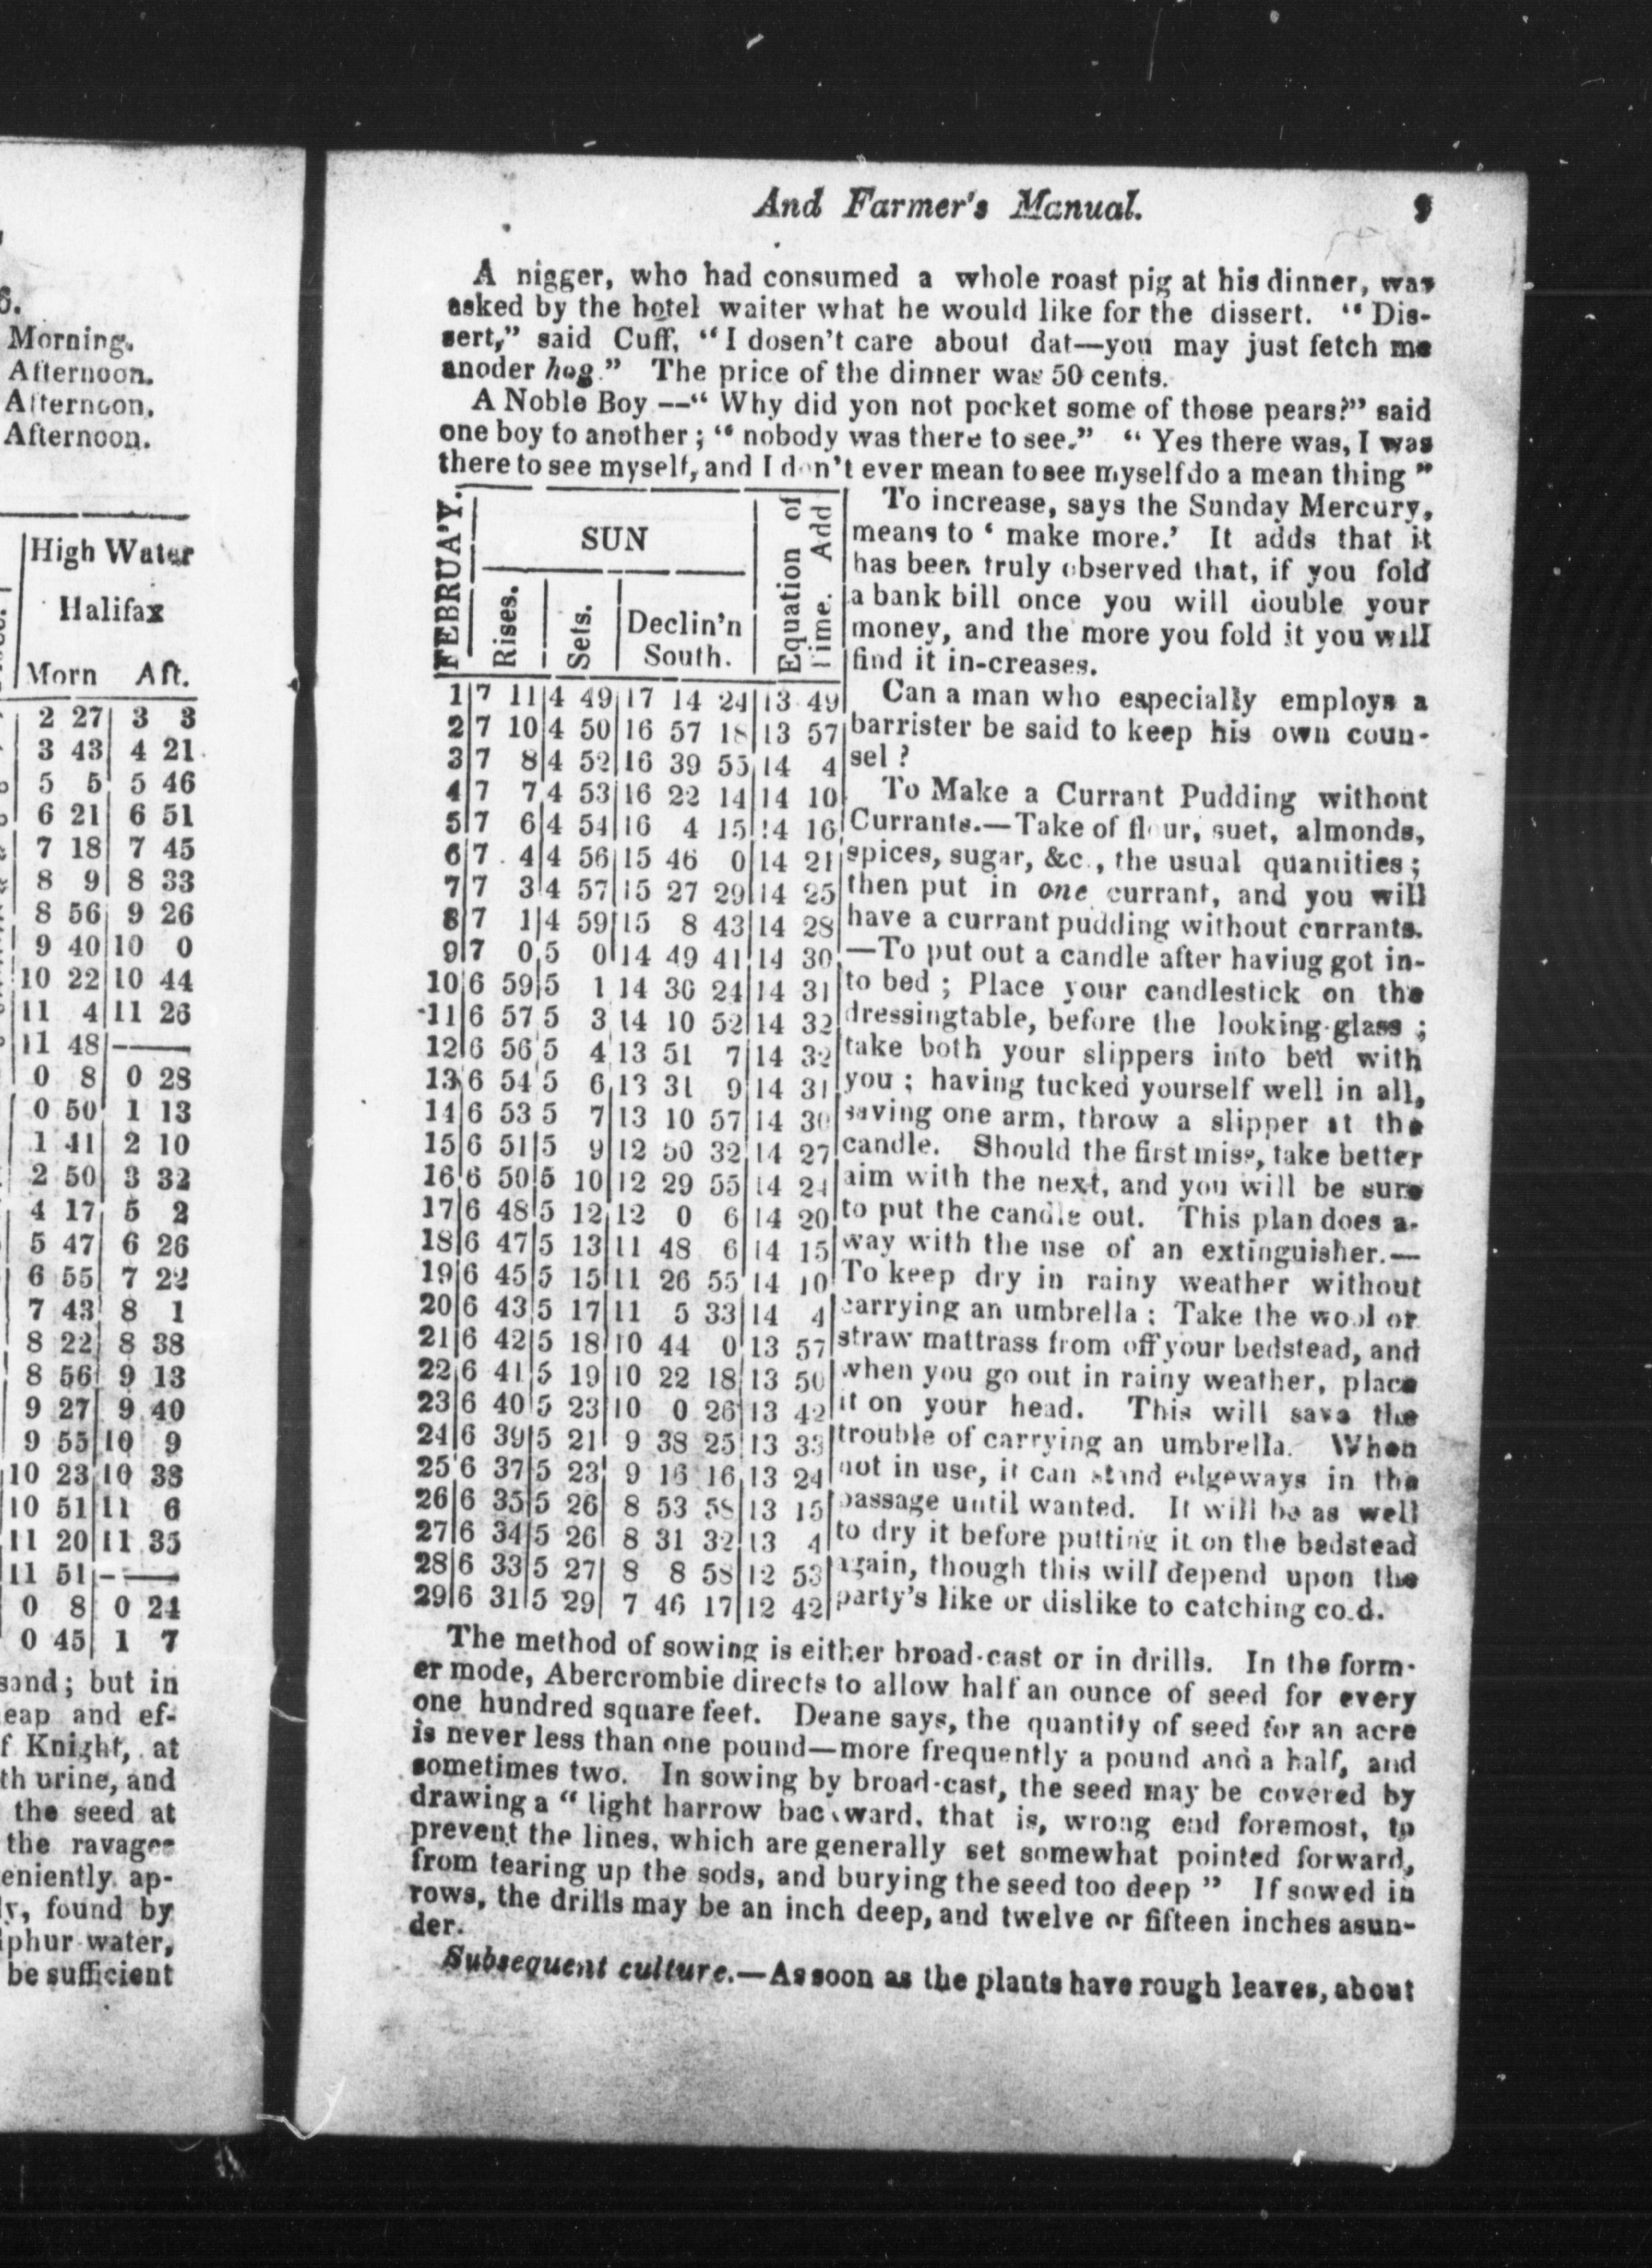 6.
Morning.
Afternoon.
Afternoon.
Afternoon.
High Water
Halifax
Morn Aft.
2 27 3 3
3 43 4 21
5 5 5 46
6 21 6 51
7 18 7 45
8 9 8 33
8 56 9 26
9 40 10 0
10 22 10 44
11 4 11 26
11 48 ——
0 8 0 28
0 50 1 13
1 41 2 10
2 50 3 32
4 17 5 2
5 47 6 26
6 55 7 22
7 43 8 1
8 22 8 38
8 56 9 13
9 27 9 40
9 55 10 9
10 23 10 38
10 51 11 6
11 20 11 35
11 51 ——
0 8 0 24
0 45 1 7
sand; but in
eap and ef-
f Knight, at
th urine, and
the seed at
the ravages
eniently ap-
ly, found by
lphur water,
be sufficient
And Farmer's Manual. 9
A nigger, who had consumed a whole roast pig at his dinner, was
asked by the hotel waiter what he would like for the dissert. "Dis-
sert," said Cuff, "I dosen't care about dat—you may just fetch me
anoder hog." The price of the dinner was 50 cents.
A Noble Boy —"Why did yon not pocket some of those pears?" said
one boy to another; "nobody was there to see." "Yes there was, I was
there to see myself, and I don't ever mean to see myself do a mean thing"
FEBRUA'Y.
SUN
Rises.
Sets.
Declin'n
South.
Equation of
Time. Add
1 7 11 4 49 17 14 24 13 49
2 7 10 4 50 16 57 18 13 57
3 7 8 4 52 16 39 55 14 4
4 7 7 4 53 16 22 14 14 10
5 7 6 4 54 16 4 15 14 16
6 7 4 4 56 15 46 0 14 21
7 7 3 4 57 15 27 29 14 25
8 7 1 4 59 15 8 43 14 28
9 7 0 5 0 14 49 41 14 30
10 6 59 5 1 14 30 24 14 31
11 6 57 5 3 14 10 52 14 32
12 6 56 5 4 13 51 7 14 32
13 6 54 5 6 13 31 9 14 31
14 6 53 5 7 13 10 57 14 30
15 6 51 5 9 12 50 32 14 27
16 6 50 5 10 12 29 55 14 24
17 6 48 5 12 12 0 6 14 20
18 6 47 5 13 11 48 6 14 15
19 6 45 5 15 11 26 55 14 10
20 6 43 5 17 11 5 33 14 4
21 6 42 5 18 10 44 0 13 57
22 6 41 5 19 10 22 18 13 50
23 6 40 5 23 10 0 26 13 42
24 6 39 5 21 9 38 25 13 33
25 6 37 5 23 9 16 16 13 24
26 6 35 5 26 8 53 58 13 15
27 6 34 5 26 8 31 32 13 4
28 6 33 5 27 8 8 58 12 53
29 6 31 5 29 7 46 17 12 42
To increase, says the Sunday Mercury,
means to 'make more.' It adds that it
has been truly observed that, if you fold
a bank bill once you will double your
money, and the more you fold it you will
find it in-creases.
Can a man who especially employs a
barrister be said to keep his own coun-
sel?
To Make a Currant Pudding without
Currants.—Take of flour, suet, almonds,
spices, sugar, &c., the usual quantities;
then put in one currant, and you will
have a currant pudding without currants.
—To put out a candle after haviug got in-
to bed; Place your candlestick on the
dressingtable, before the looking-glass;
take both your slippers into bed with
you; having tucked yourself well in all,
saving one arm, throw a slipper at the
candle. Should the first miss, take better
aim with the next, and you will be sure
to put the candle out. This plan does a-
way with the use of an extinguisher.—
To keep dry in rainy weather without
carrying an umbrella: Take the wool or
straw mattrass from off your bedstead, and
when you go out in rainy weather, place
it on your head. This will save the
trouble of carrying an umbrella. When
not in use, it can stand edgeways in the
passage until wanted. It will be as well
to dry it before putting it on the bedstead
again, though this will depend upon the
party's like or dislike to catching cold.
The method of sowing is either broad-cast or in drills. In the form-
er mode, Abercrombie directs to allow half an ounce of seed for every
one hundred square feet. Deane says, the quantity of seed for an acre
is never less than one pound—more frequently a pound and a half, and
sometimes two. In sowing by broad-cast, the seed may be covered by
drawing a "light harrow backward, that is, wrong end foremost, to
prevent the lines, which are generally set somewhat pointed forward,
from tearing up the sods, and burying the seed too deep" If sowed in
rows, the drills may be an inch deep, and twelve or fifteen inches asun-
der.
Subsequent culture.—As soon as the plants have rough leaves, about